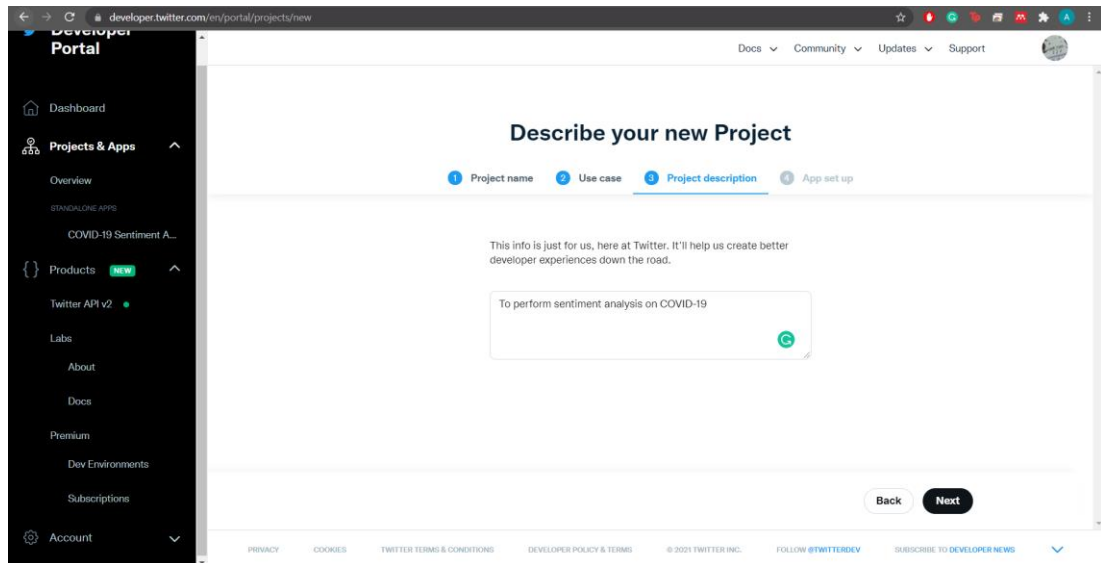 developer.twitter.com/en/portal/projects/new
A
Developer
Portal
Docs Community Updates Support
Dashboard
Projects & Apps
Overview
STANDALONE APPS
COVID-19 Sentiment A...
{ } Products NEW
Twitter API v2
Labs
About
Docs
Premium
Dev Environments
Subscriptions
Account
Describe your new Project
1 Project name 2 Use case 3 Project description 4 App set up
This info is just for us, here at Twitter. It'll help us create better
developer experiences down the road.
To perform sentiment analysis on COVID-19
G
Back Next
PRIVACY COOKIES TWITTER TERMS & CONDITIONS DEVELOPER POLICY & TERMS © 2021 TWITTER INC. FOLLOW @TWITTERDEV SUBSCRIBE TO DEVELOPER NEWS